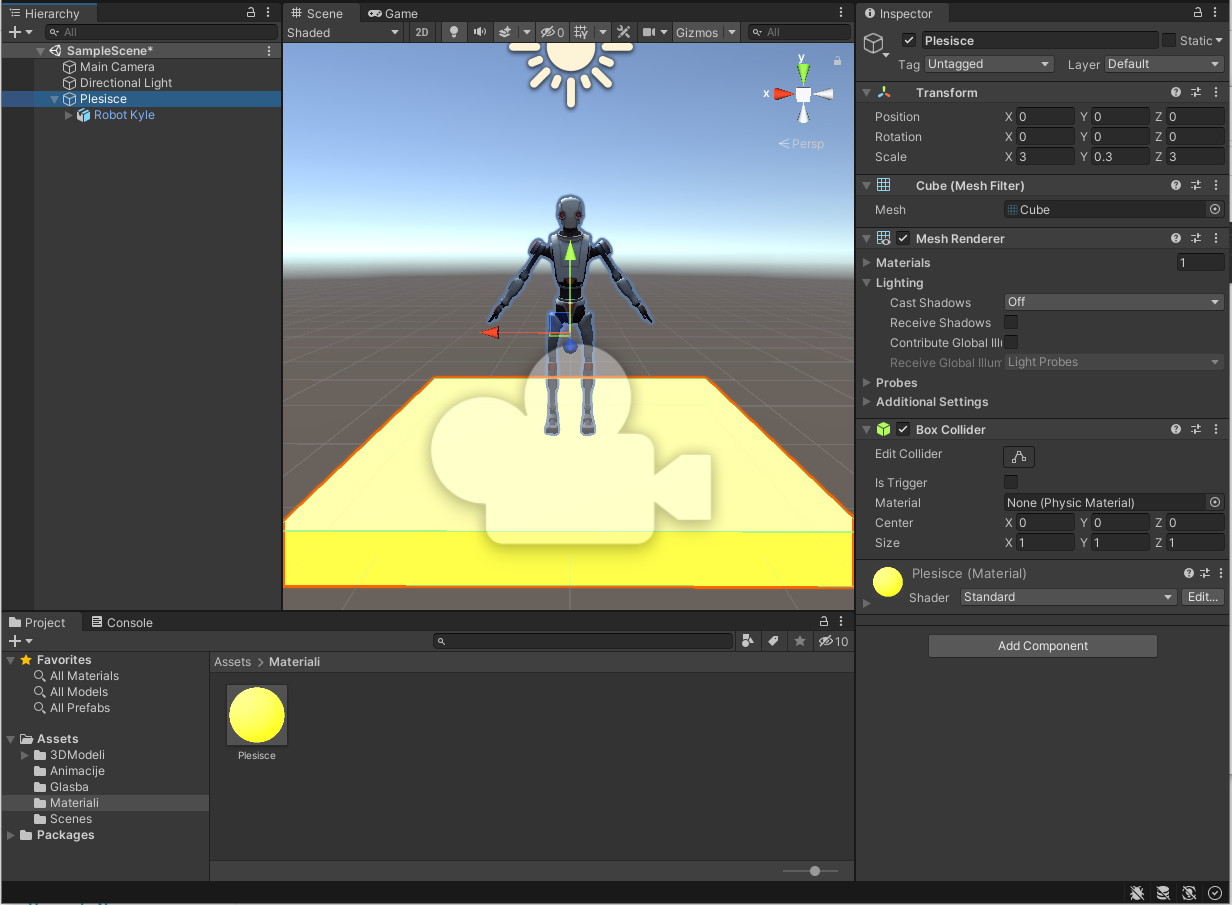 Hierarchy
All
SampleScene*
Main Camera
Directional Light
Plesisce
Robot Kyle
Scene
Game
Shaded
2D
0
Gizmos
All
y
x
Persp
Inspector
Plesisce
Static
Tag
Untagged
Layer
Default
Transform
Position X 0 Y 0 Z 0
Rotation X 0 Y 0 Z 0
Scale X 3 Y 0.3 Z 3
Cube (Mesh Filter)
Mesh
Cube
Mesh Renderer
Materials
1
Lighting
Cast Shadows
Off
Receive Shadows
Contribute Global Ill
Receive Global Illum
Light Probes
Probes
Additional Settings
Box Collider
Edit Collider
Is Trigger
Material
None (Physic Material)
Center X 0 Y 0 Z 0
Size X 1 Y 1 Z 1
Plesisce (Material)
Shader
Standard
Edit...
Add Component
Project
Console
10
Favorites
All Materials
All Models
All Prefabs
Assets
3DModeli
Animacije
Glasba
Materiali
Scenes
Packages
Assets > Materiali
Plesisce